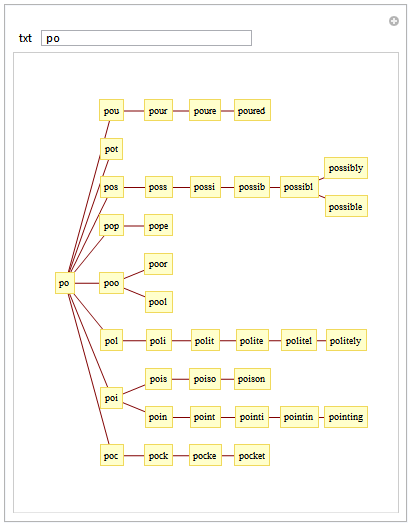 txt po
pou pour poure poured
pot
possibly
pos poss possi possib possibl
possible
pop pope
poor
po poo
pool
pol poli polit polite politel politely
pois poiso poison
poi
poin point pointi pointin pointing
poc pock pocke pocket